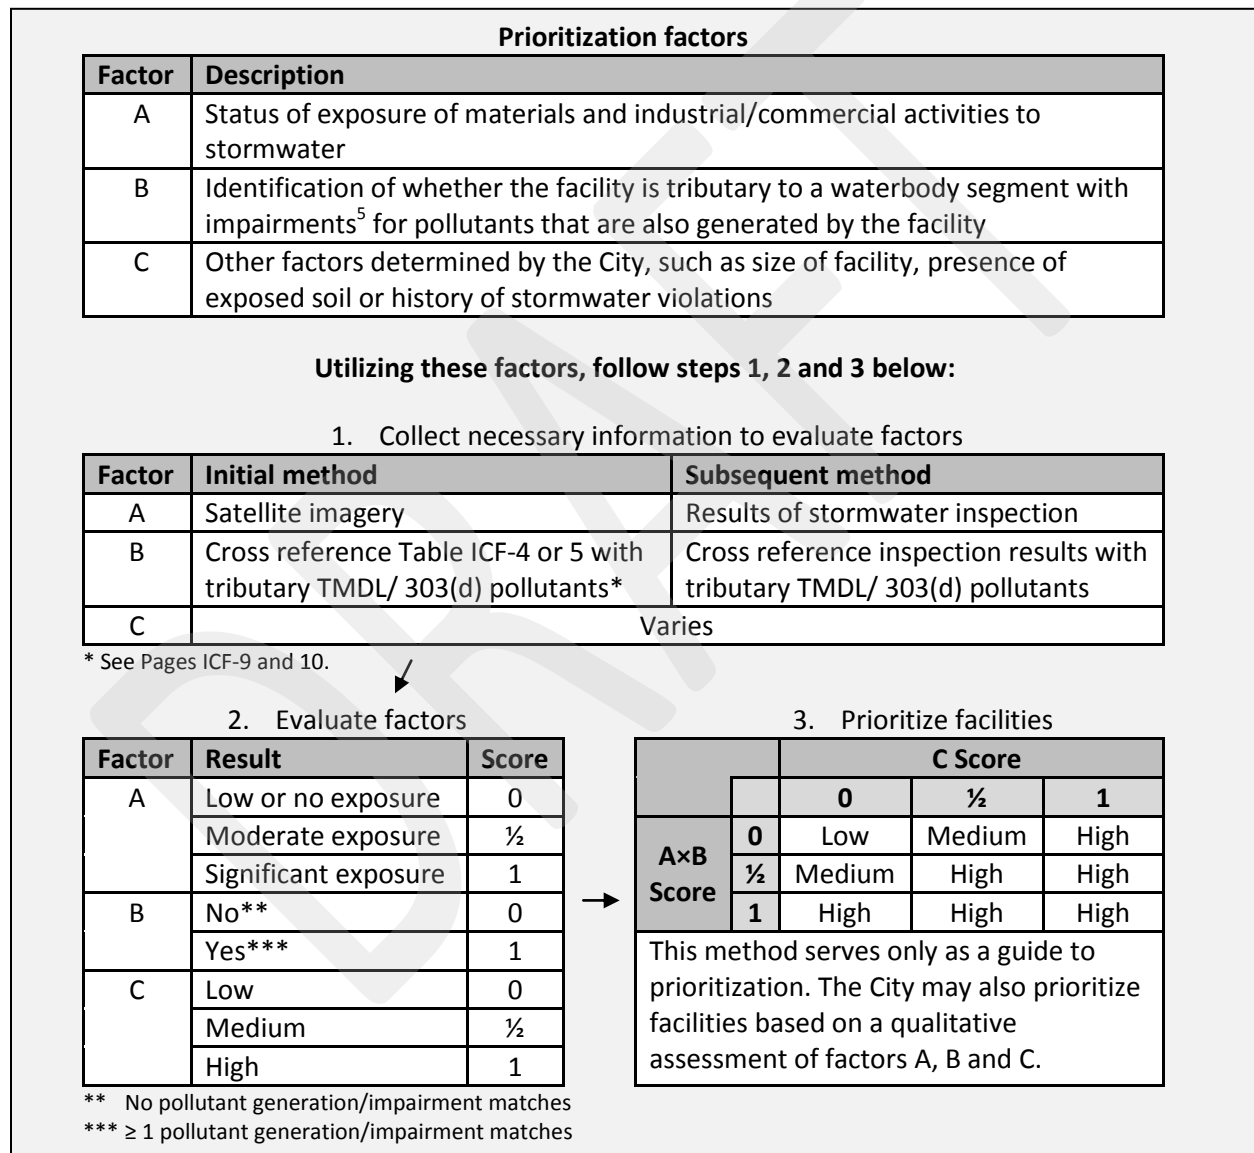 Prioritization factors
Factor Description
A Status of exposure of materials and industrial/commercial activities to
stormwater
B Identification of whether the facility is tributary to a waterbody segment with
impairments5 for pollutants that are also generated by the facility
C Other factors determined by the City, such as size of facility, presence of
exposed soil or history of stormwater violations
Utilizing these factors, follow steps 1, 2 and 3 below:
1. Collect necessary information to evaluate factors
Factor Initial method Subsequent method
A Satellite imagery Results of stormwater inspection
B Cross reference Table ICF-4 or 5 with Cross reference inspection results with
tributary TMDL/ 303(d) pollutants* tributary TMDL/ 303(d) pollutants
C Varies
* See Pages ICF-9 and 10.
2. Evaluate factors
Factor Result Score
A Low or no exposure 0
Moderate exposure ½
Significant exposure 1
B No** 0
Yes*** 1
C Low 0
Medium ½
High 1
** No pollutant generation/impairment matches
*** ≥ 1 pollutant generation/impairment matches
3. Prioritize facilities
C Score
0 ½ 1
A×B Score
0 Low Medium High
½ Medium High High
1 High High High
This method serves only as a guide to
prioritization. The City may also prioritize
facilities based on a qualitative
assessment of factors A, B and C.
DRAFT